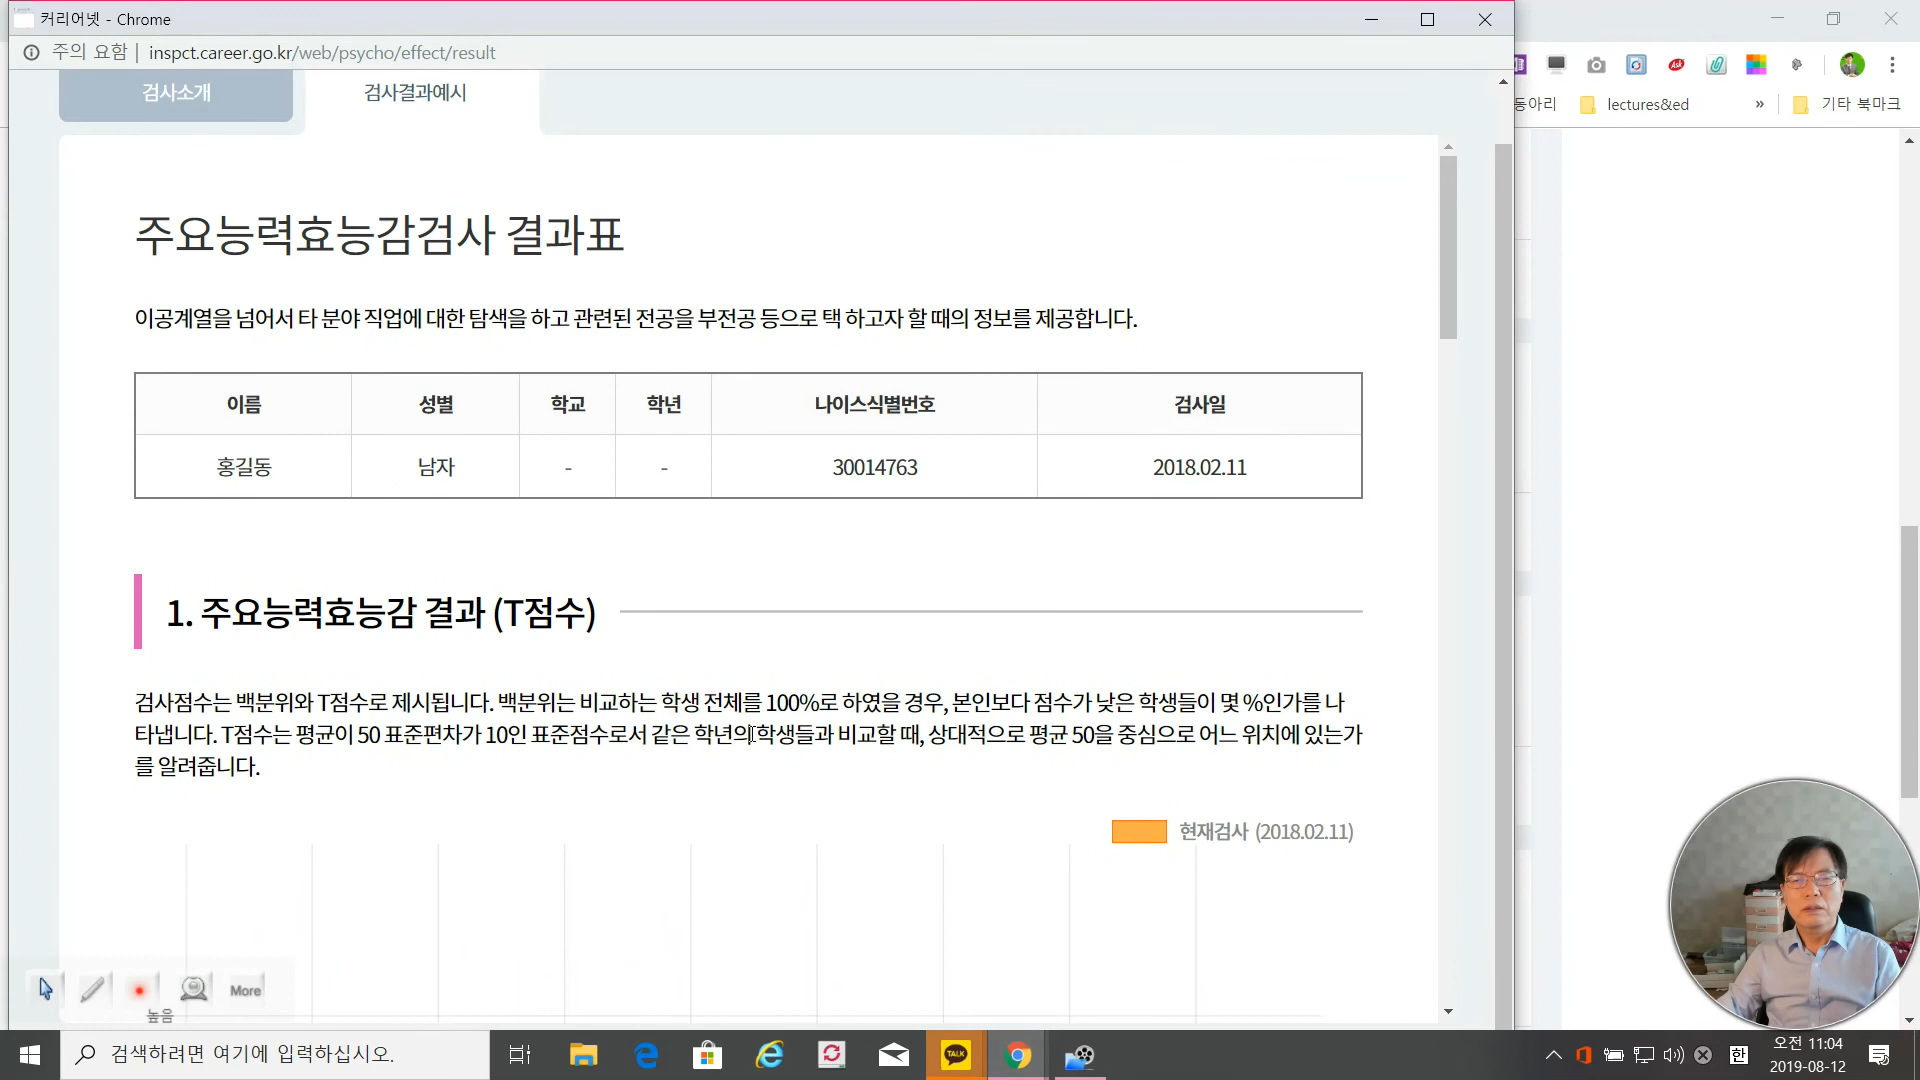 커리어넷 - Chrome
주의 요함 | inspct.career.go.kr/web/psycho/effect/result
검사소개
검사결과예시
Ask
동아리
lectures&ed
»
기타 북마크
주요능력효능감검사 결과표
이공계열을 넘어서 타 분야 직업에 대한 탐색을 하고 관련된 전공을 부전공 등으로 택 하고자 할 때의 정보를 제공합니다.
이름 성별 학교 학년 나이스식별번호 검사일
홍길동 남자 - - 30014763 2018.02.11
1. 주요능력효능감 결과 (T점수)
검사점수는 백분위와 T점수로 제시됩니다. 백분위는 비교하는 학생 전체를 100%로 하였을 경우, 본인보다 점수가 낮은 학생들이 몇 %인가를 나
타냅니다. T점수는 평균이 50 표준편차가 10인 표준점수로서 같은 학년의 학생들과 비교할 때, 상대적으로 평균 50을 중심으로 어느 위치에 있는가
를 알려줍니다.
현재검사 (2018.02.11)
More
높음
검색하려면 여기에 입력하십시오.
TALK
한
오전 11:04
2019-08-12